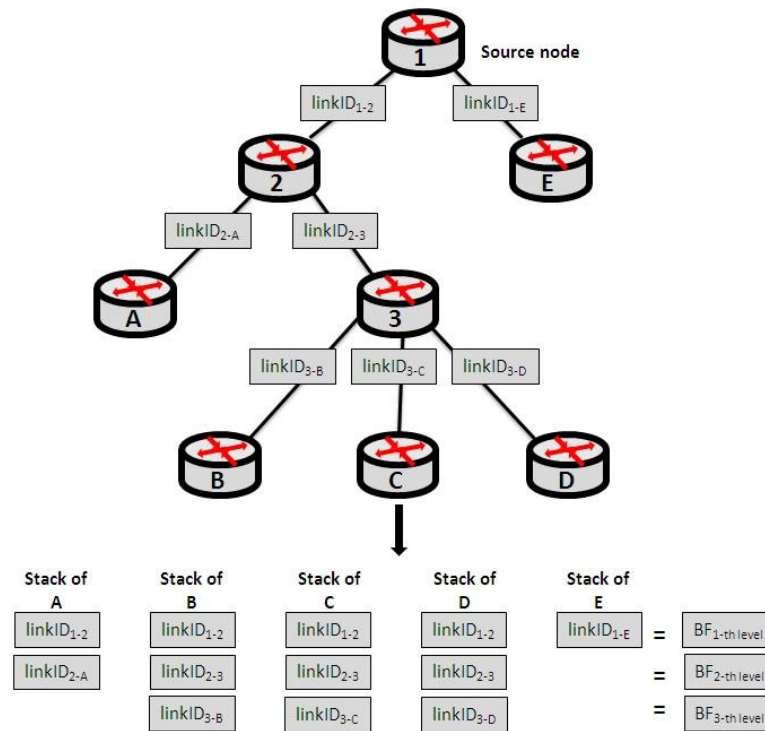 1
Source node
linkID1-2
linkID1-E
2
E
linkID2-A
linkID2-3
A
3
linkID3-B
linkID3-C
linkID3-D
B
C
D
Stack of A
Stack of B
Stack of C
Stack of D
Stack of E
linkID1-2 linkID1-2 linkID1-2 linkID1-2 linkID1-E = BF1-th level
linkID2-A linkID2-3 linkID2-3 linkID2-3 = BF2-th level
linkID3-B linkID3-C linkID3-D = BF3-th level